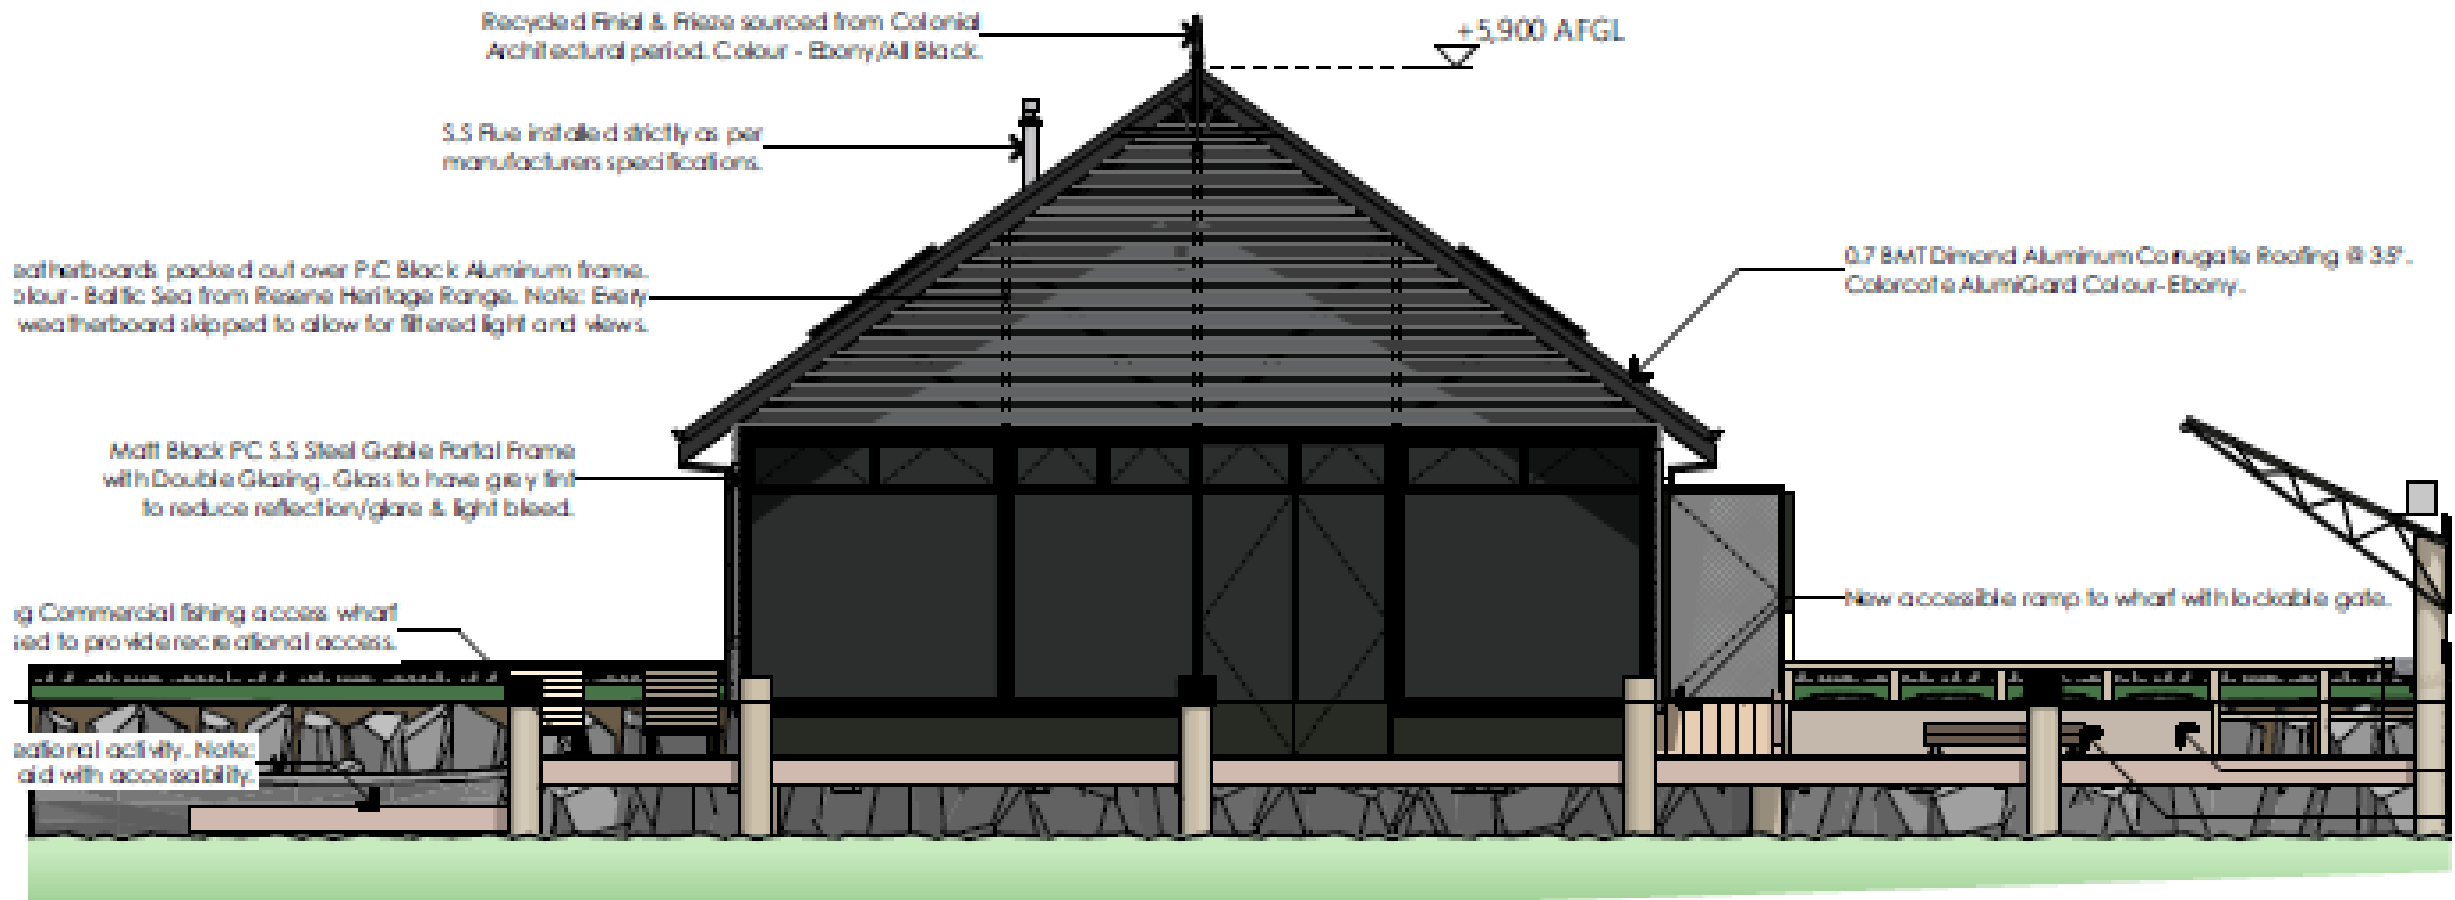 Recycled Finial & Frieze sourced from Colonial
Architectural period. Colour - Ebony/All Black.
+5,900 AFGL
S.S Flue installed strictly as per
manufacturers specifications.
eatherboards packed out over P.C Black Aluminum frame.
olour - Baltic Sea from Resene Heritage Range. Note: Every
weatherboard skipped to allow for filtered light and views.
0.7 BMT Dimond Aluminum Corrugate Roofing @ 35°.
Colorcote AlumiGard Colour-Ebony.
Matt Black PC S.S Steel Gable Portal Frame
with Double Glazing. Glass to have grey tint
to reduce reflection/glare & light bleed.
New accessible ramp to wharf with lockable gate.
g Commercial fishing access wharf
sed to provide recreational access.
eational activity. Note:
aid with accessability.